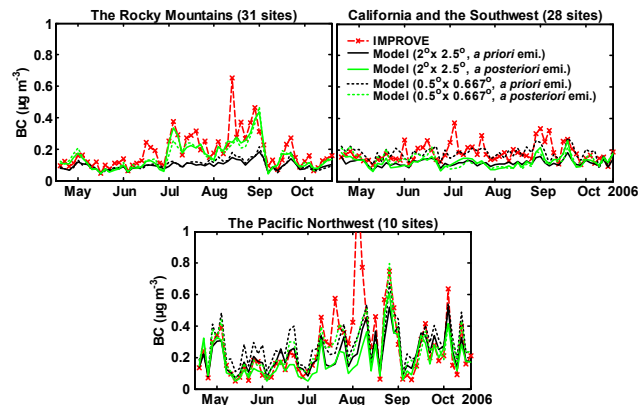 The Rocky Mountains (31 sites)
California and the Southwest (28 sites)
BC (µg m⁻³)
1
0.8
0.6
0.4
0.2
0
May Jun Jul Aug Sep Oct
IMPROVE
Model (2°x 2.5°, a priori emi.)
Model (2°x 2.5°, a posteriori emi.)
Model (0.5°x 0.667°, a priori emi.)
Model (0.5°x 0.667°, a posteriori emi.)
May Jun Jul Aug Sep Oct 2006
The Pacific Northwest (10 sites)
BC (µg m⁻³)
1
0.8
0.6
0.4
0.2
0
May Jun Jul Aug Sep Oct 2006